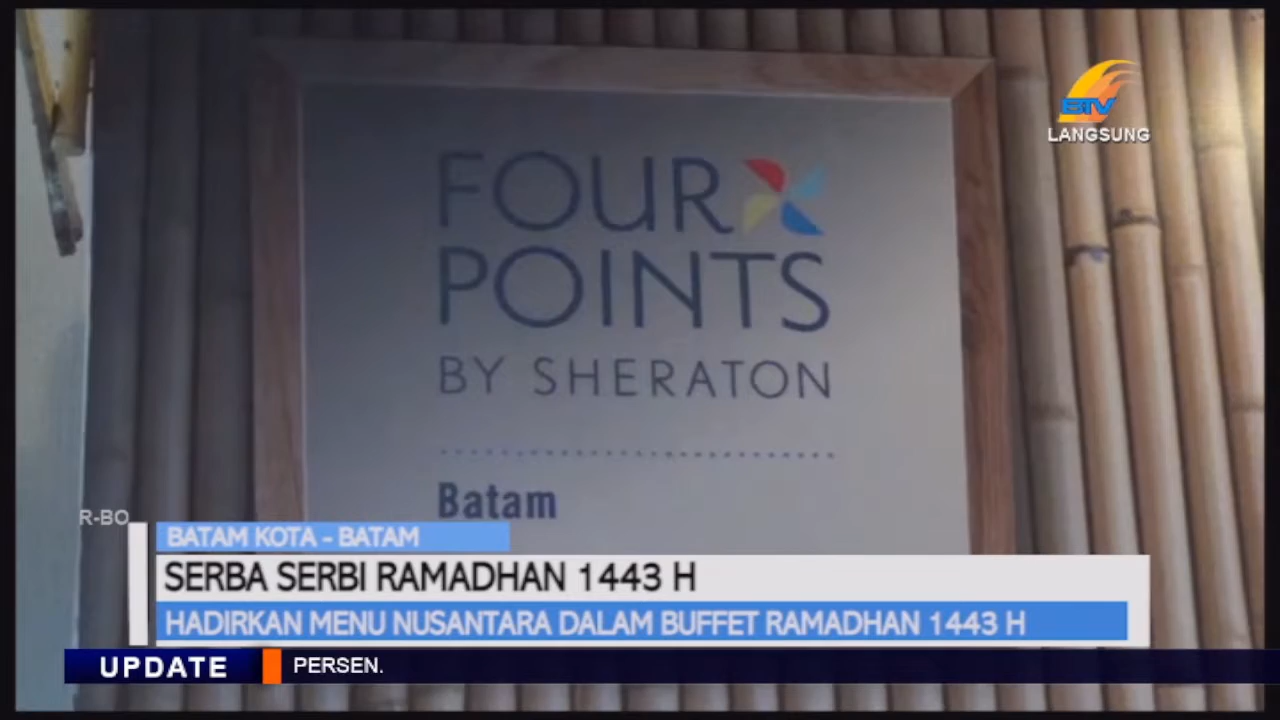 FOUR
POINTS
BY SHERATON
Batam
BTV
LANGSUNG
R-BO
BATAM KOTA - BATAM
SERBA SERBI RAMADHAN 1443 H
HADIRKAN MENU NUSANTARA DALAM BUFFET RAMADHAN 1443 H
UPDATE
PERSEN.